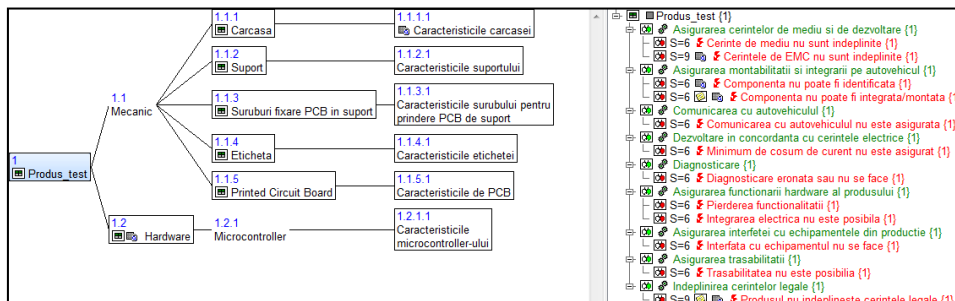 1
Produs_test
1.1
Mecanic
1.2
Hardware
1.1.1
Carcasa
1.1.2
Suport
1.1.3
Suruburi fixare PCB in suport
1.1.4
Eticheta
1.1.5
Printed Circuit Board
1.2.1
Microcontroller
1.1.1.1
Caracteristicile carcasei
1.1.2.1
Caracteristicile suportului
1.1.3.1
Caracteristicile surubului pentru
prindere PCB de suport
1.1.4.1
Caracteristicile etichetei
1.1.5.1
Caracteristicile de PCB
1.2.1.1
Caracteristicile
microcontroller-ului
Produs_test {1}
Asigurarea cerintelor de mediu si de dezvoltare {1}
S=6 Cerinte de mediu nu sunt indeplinite {1}
S=9 Cerintele de EMC nu sunt indeplinite {1}
Asigurarea montabilitatii si integrarii pe autovehicul {1}
S=6 Componenta nu poate fi identificata {1}
S=6 Componenta nu poate fi integrata/montata {1}
Comunicarea cu autovehiculul {1}
S=6 Comunicarea cu autovehiculul nu este asigurata {1}
Dezvoltare in concordanta cu cerintele electrice {1}
S=6 Minimum de cosum de curent nu este asigurat {1}
Diagnosticare {1}
S=6 Diagnosticare eronata sau nu se face {1}
Asigurarea functionarii hardware al produsului {1}
S=6 Pierderea functionalitatii {1}
S=6 Integrarea electrica nu este posibila {1}
Asigurarea interfetei cu echipamentele din productie {1}
S=6 Interfata cu echipamentul nu se face {1}
Asigurarea trasabilitatii {1}
S=6 Trasabilitatea nu este posibilia {1}
Indeplinirea cerintelor legale {1}
S=9 Produsul nu indeplineste cerintele legale {1}